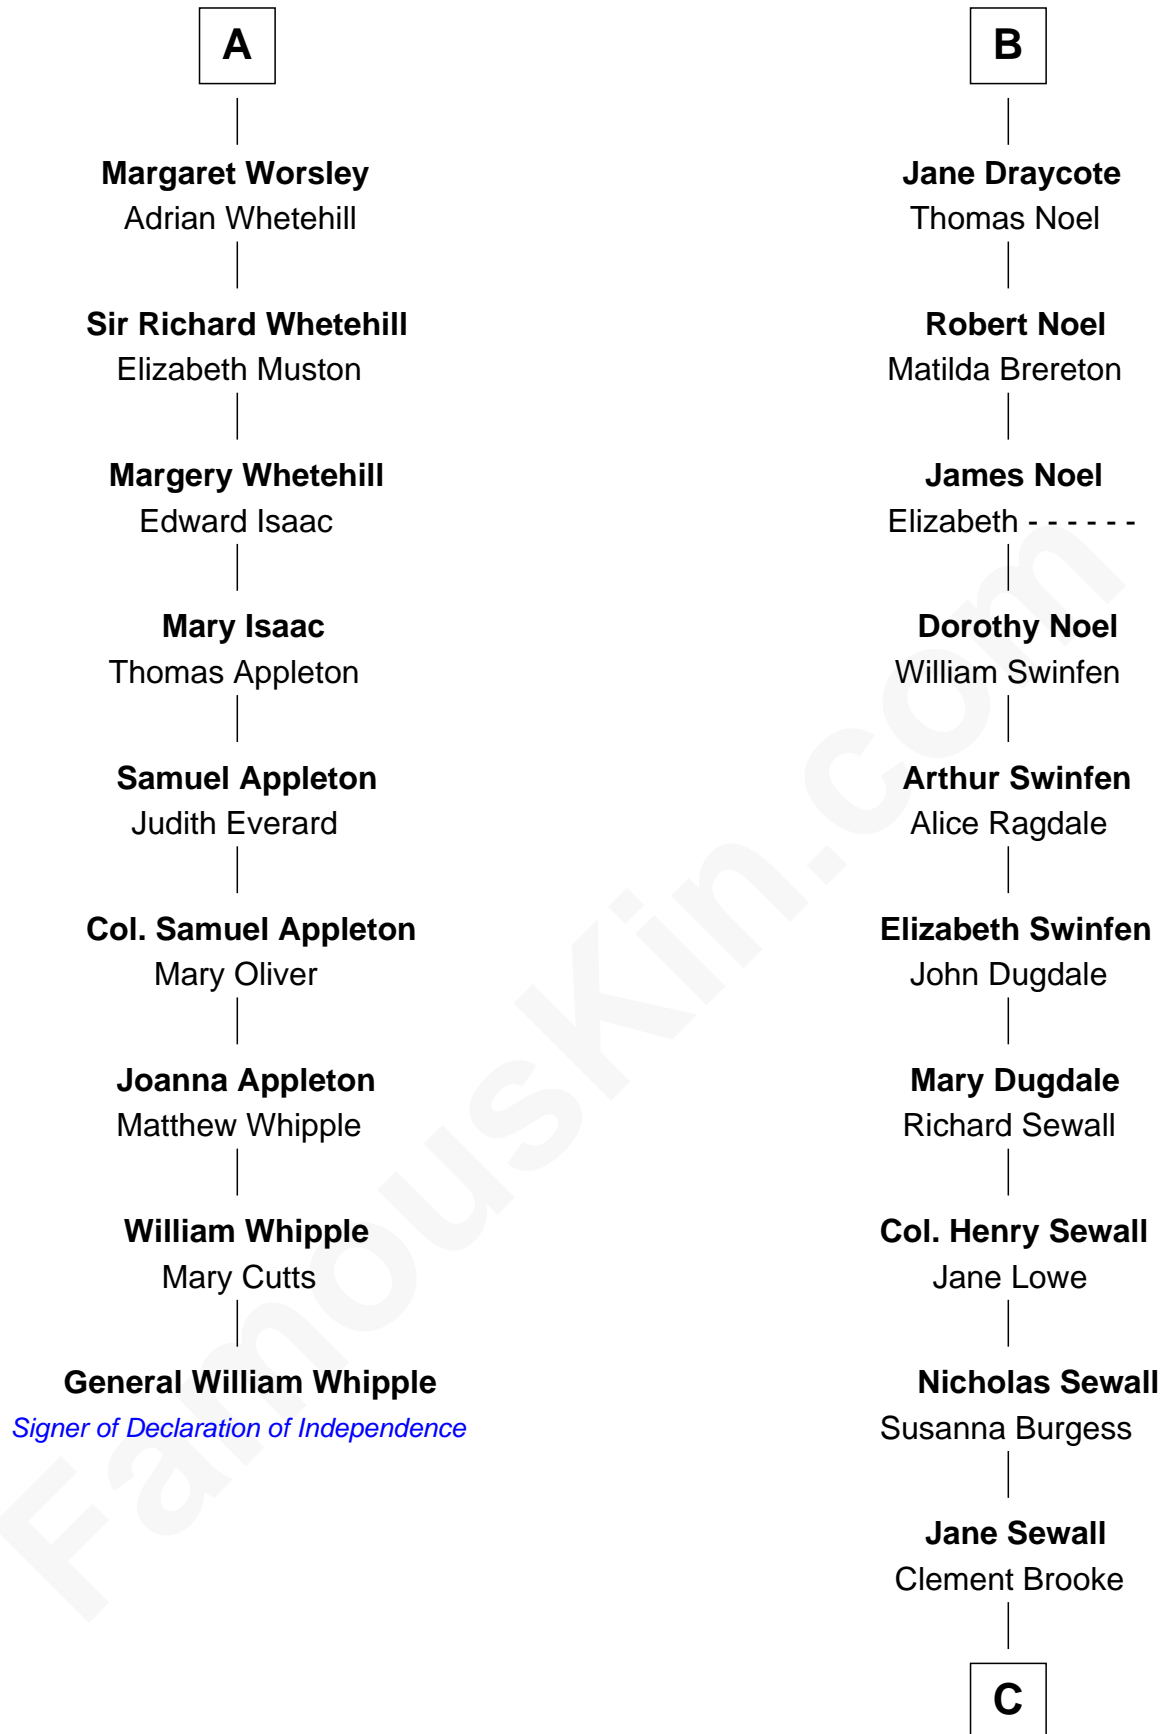 A
Margaret Worsley
Adrian Whetehill
Sir Richard Whetehill
Elizabeth Muston
Margery Whetehill
Edward Isaac
Mary Isaac
Thomas Appleton
Samuel Appleton
Judith Everard
Col. Samuel Appleton
Mary Oliver
Joanna Appleton
Matthew Whipple
William Whipple
Mary Cutts
General William Whipple
Signer of Declaration of Independence
B
Jane Draycote
Thomas Noel
Robert Noel
Matilda Brereton
James Noel
Elizabeth - - - - - -
Dorothy Noel
William Swinfen
Arthur Swinfen
Alice Ragdale
Elizabeth Swinfen
John Dugdale
Mary Dugdale
Richard Sewall
Col. Henry Sewall
Jane Lowe
Nicholas Sewall
Susanna Burgess
Jane Sewall
Clement Brooke
C
FamousKin.com